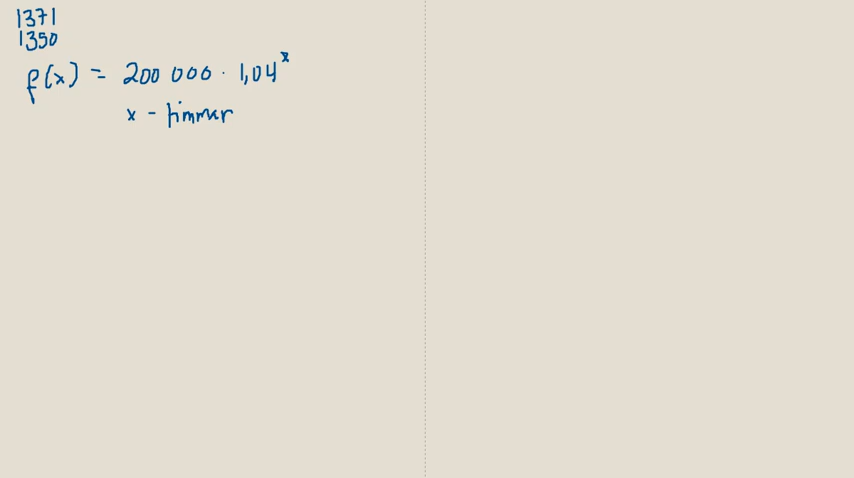 1371
1350
f(x) = 200 000 · 1,04^x
x - timmar